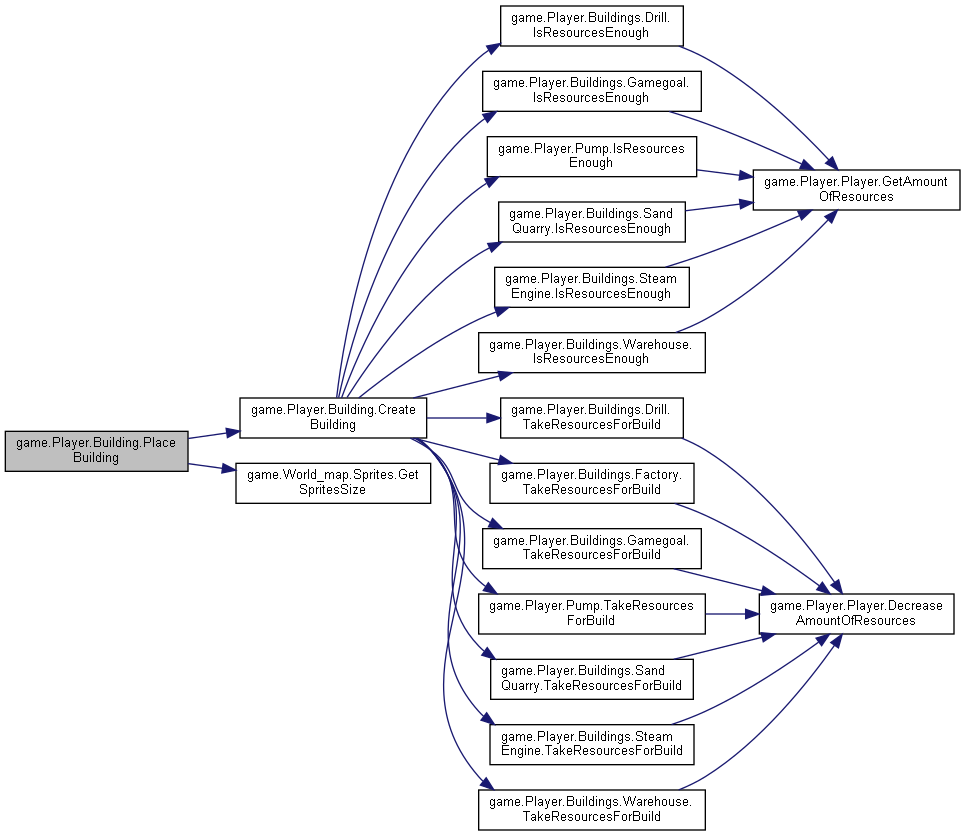 game.Player.Building.Place
Building
game.Player.Building.Create
Building
game.World_map.Sprites.Get
SpritesSize
game.Player.Buildings.Drill.
IsResourcesEnough
game.Player.Buildings.Gamegoal.
IsResourcesEnough
game.Player.Pump.IsResources
Enough
game.Player.Buildings.Sand
Quarry.IsResourcesEnough
game.Player.Buildings.Steam
Engine.IsResourcesEnough
game.Player.Buildings.Warehouse.
IsResourcesEnough
game.Player.Buildings.Drill.
TakeResourcesForBuild
game.Player.Buildings.Factory.
TakeResourcesForBuild
game.Player.Buildings.Gamegoal.
TakeResourcesForBuild
game.Player.Pump.TakeResources
ForBuild
game.Player.Buildings.Sand
Quarry.TakeResourcesForBuild
game.Player.Buildings.Steam
Engine.TakeResourcesForBuild
game.Player.Buildings.Warehouse.
TakeResourcesForBuild
game.Player.Player.GetAmount
OfResources
game.Player.Player.Decrease
AmountOfResources